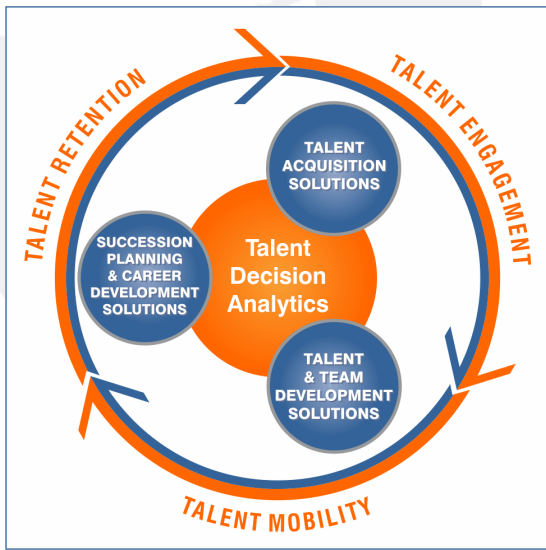 TALENT RETENTION
TALENT ENGAGEMENT
TALENT
ACQUISITION
SOLUTIONS
SUCCESSION
PLANNING
& CAREER
DEVELOPMENT
SOLUTIONS
Talent
Decision
Analytics
TALENT
& TEAM
DEVELOPMENT
SOLUTIONS
TALENT MOBILITY